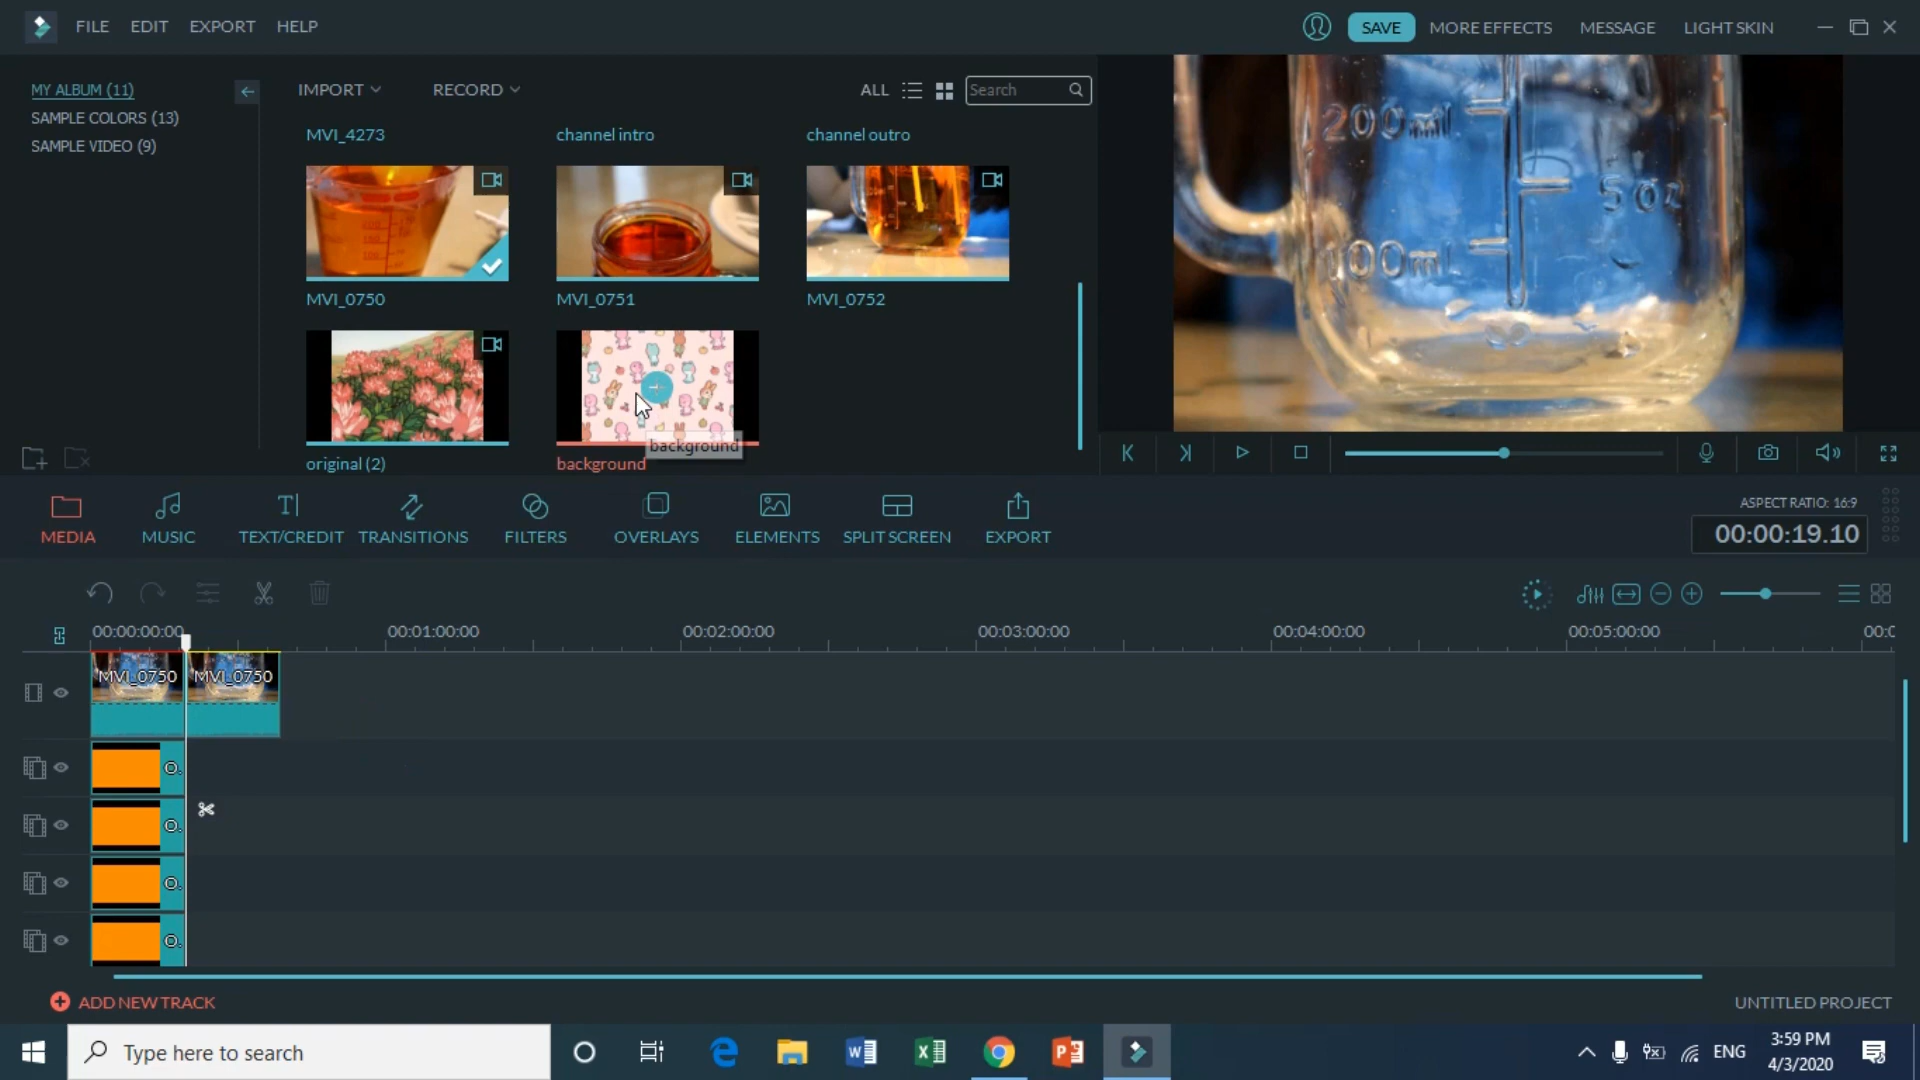 FILE EDIT EXPORT HELP
SAVE MORE EFFECTS MESSAGE LIGHT SKIN
MY ALBUM (11)
SAMPLE COLORS (13)
SAMPLE VIDEO (9)
IMPORT RECORD ALL Search
MVI_4273 channel intro channel outro
MVI_0750 MVI_0751 MVI_0752
original (2) background
background
200ml
5oz
100ml
MEDIA MUSIC TEXT/CREDIT TRANSITIONS FILTERS OVERLAYS ELEMENTS SPLIT SCREEN EXPORT
ASPECT RATIO: 16:9
00:00:19.10
00:00:00:00 00:01:00:00 00:02:00:00 00:03:00:00 00:04:00:00 00:05:00:00
MVI_0750 MVI_0750
O.
O.
O.
O.
ADD NEW TRACK UNTITLED PROJECT
Type here to search
ENG
3:59 PM
4/3/2020